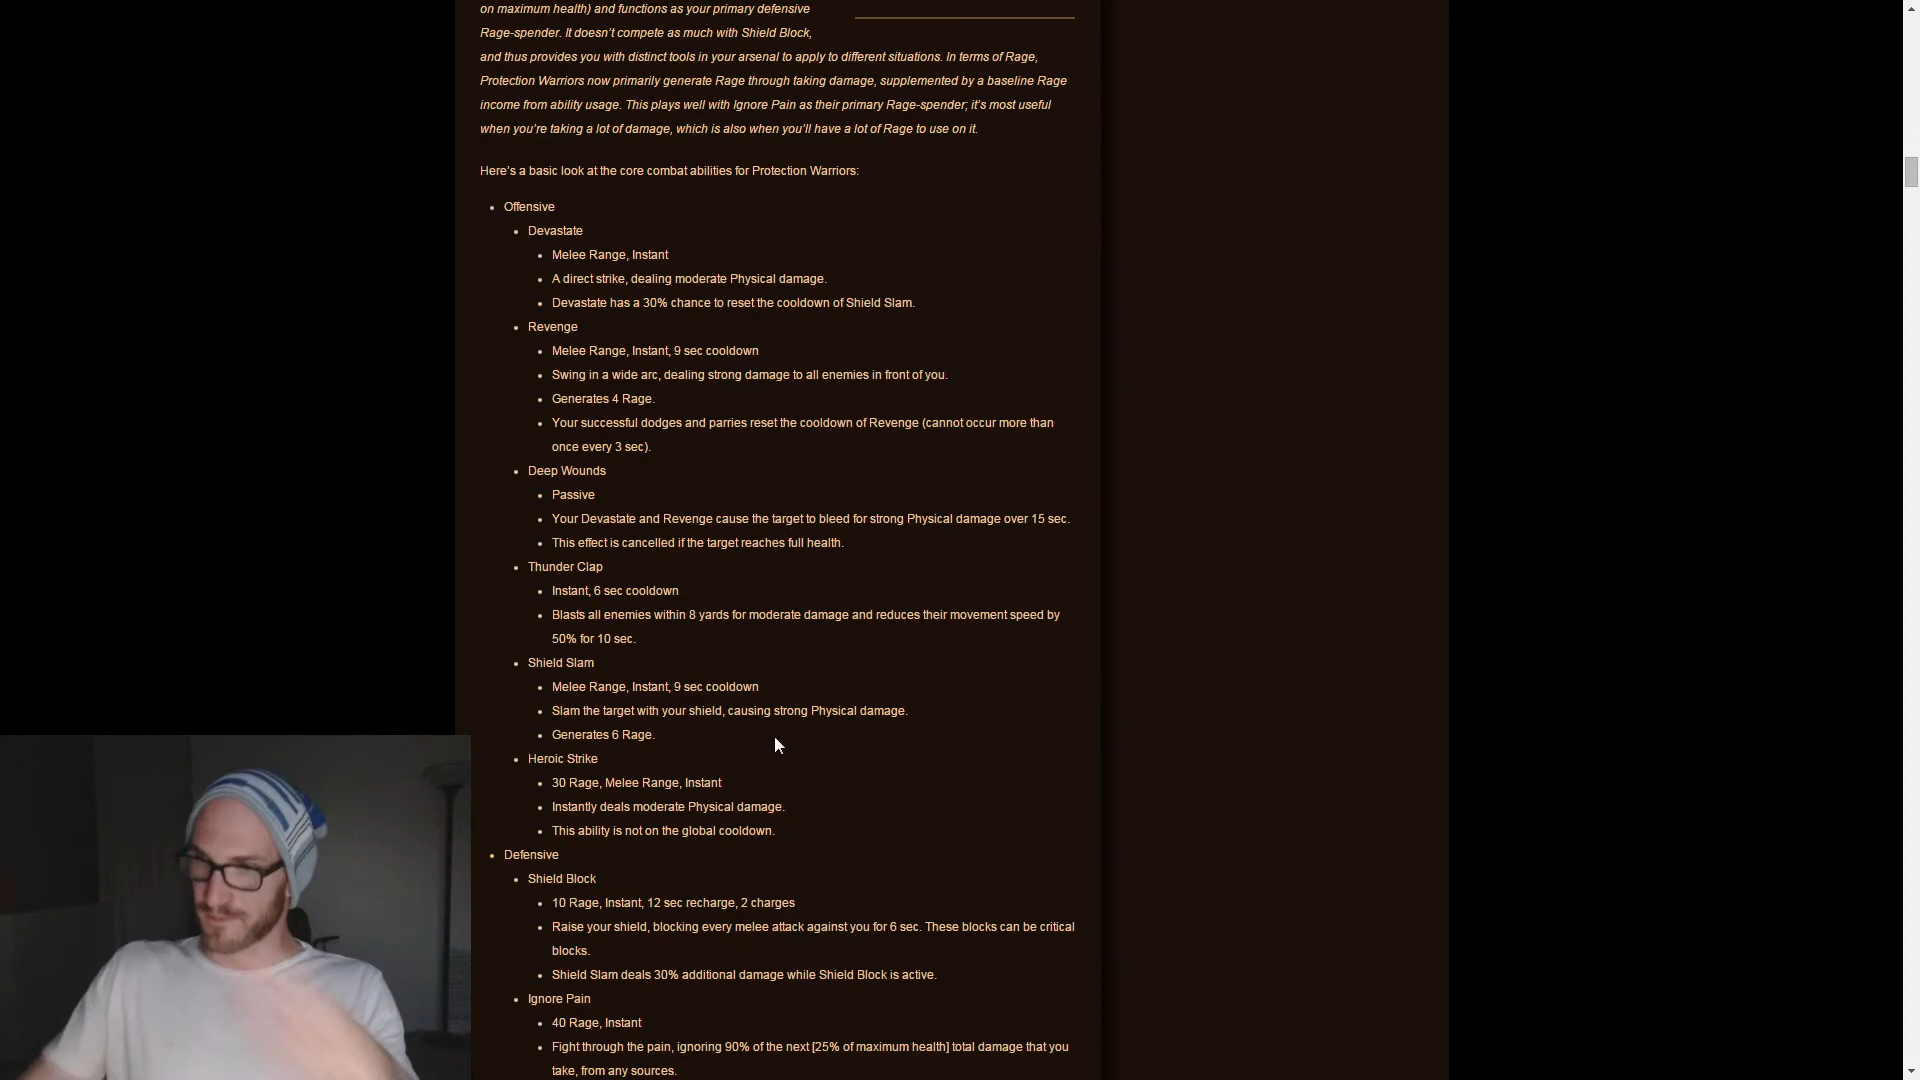 on maximum health) and functions as your primary defensive
Rage-spender. It doesn't compete as much with Shield Block,
and thus provides you with distinct tools in your arsenal to apply to different situations. In terms of Rage,
Protection Warriors now primarily generate Rage through taking damage, supplemented by a baseline Rage
income from ability usage. This plays well with Ignore Pain as their primary Rage-spender; it's most useful
when you're taking a lot of damage, which is also when you'll have a lot of Rage to use on it.
Here's a basic look at the core combat abilities for Protection Warriors:
• Offensive
• Devastate
• Melee Range, Instant
• A direct strike, dealing moderate Physical damage.
• Devastate has a 30% chance to reset the cooldown of Shield Slam.
• Revenge
• Melee Range, Instant, 9 sec cooldown
• Swing in a wide arc, dealing strong damage to all enemies in front of you.
• Generates 4 Rage.
• Your successful dodges and parries reset the cooldown of Revenge (cannot occur more than
once every 3 sec).
• Deep Wounds
• Passive
• Your Devastate and Revenge cause the target to bleed for strong Physical damage over 15 sec.
• This effect is cancelled if the target reaches full health.
• Thunder Clap
• Instant, 6 sec cooldown
• Blasts all enemies within 8 yards for moderate damage and reduces their movement speed by
50% for 10 sec.
• Shield Slam
• Melee Range, Instant, 9 sec cooldown
• Slam the target with your shield, causing strong Physical damage.
• Generates 6 Rage.
• Heroic Strike
• 30 Rage, Melee Range, Instant
• Instantly deals moderate Physical damage.
• This ability is not on the global cooldown.
• Defensive
• Shield Block
• 10 Rage, Instant, 12 sec recharge, 2 charges
• Raise your shield, blocking every melee attack against you for 6 sec. These blocks can be critical
blocks.
• Shield Slam deals 30% additional damage while Shield Block is active.
• Ignore Pain
• 40 Rage, Instant
• Fight through the pain, ignoring 90% of the next [25% of maximum health] total damage that you
take, from any sources.